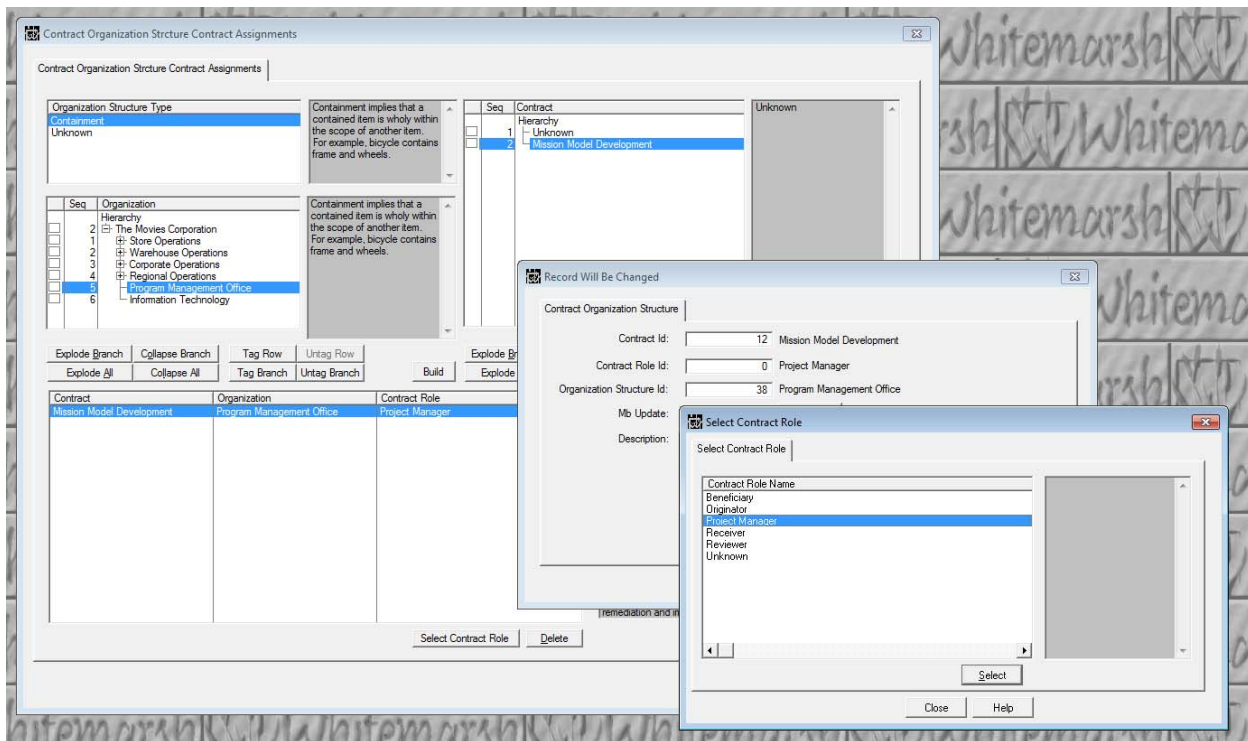 Contract Organization Strcture Contract Assignments
Contract Organization Strcture Contract Assignments
Organization Structure Type
Containment
Unknown
Containment implies that a
contained item is wholy within
the scope of another item.
For example, bicycle contains
frame and wheels.
Seq Contract
Hierarchy
1 Unknown
2 Mission Model Development
Unknown
Seq Organization
Hierarchy
2 The Movies Corporation
1 Store Operations
2 Warehouse Operations
3 Corporate Operations
4 Regional Operations
5 Program Management Office
6 Information Technology
Containment implies that a
contained item is wholy within
the scope of another item.
For example, bicycle contains
frame and wheels.
Explode Branch Collapse Branch Tag Row Untag Row
Explode All Collapse All Tag Branch Untag Branch Build
Explode Br
Explode
Contract Organization Contract Role
Mission Model Development Program Management Office Project Manager
remediation and in
Select Contract Role Delete
Record Will Be Changed
Contract Organization Structure
Contract Id: 12 Mission Model Development
Contract Role Id: 0 Project Manager
Organization Structure Id: 38 Program Management Office
Mb Update:
Description:
Select Contract Role
Select Contract Role
Contract Role Name
Beneficiary
Originator
Project Manager
Receiver
Reviewer
Unknown
Select
Close Help
Whitemarsh
Whitema
Whitemarsh
Whitemarsh